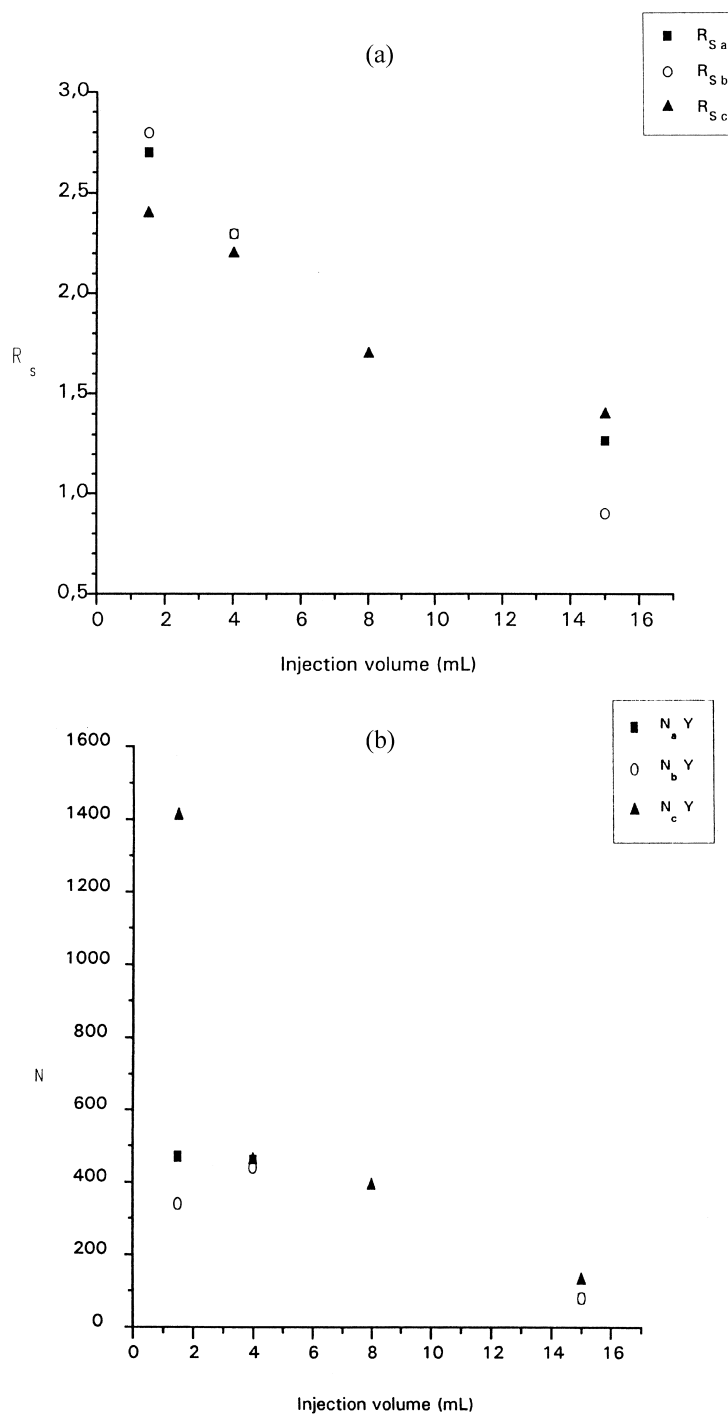 (a)
R S a
R S b
R S c
3,0
2,5
2,0
R s
1,5
1,0
0,5
0 2 4 6 8 10 12 14 16
Injection volume (mL)
(b)
N a Y
N b Y
N c Y
1600
1400
1200
1000
800
N
600
400
200
0
0 2 4 6 8 10 12 14 16
Injection volume (mL)